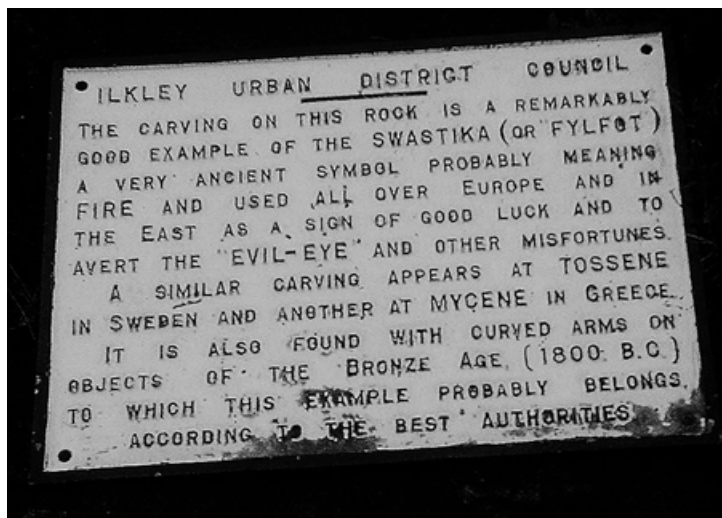 ILKLEY URBAN DISTRICT COUNCIL
THE CARVING ON THIS ROCK IS A REMARKABLY
GOOD EXAMPLE OF THE SWASTIKA (OR "FYLFOT")
A VERY ANCIENT SYMBOL PROBABLY MEANING
FIRE AND USED ALL OVER EUROPE AND IN
THE EAST AS A SIGN OF GOOD LUCK AND TO
AVERT THE "EVIL-EYE" AND OTHER MISFORTUNES.
A SIMILAR CARVING APPEARS AT TOSSENE
IN SWEDEN AND ANOTHER AT MYCENE IN GREECE.
IT IS ALSO FOUND WITH CURVED ARMS ON
OBJECTS OF THE BRONZE AGE (1800 B.C.)
TO WHICH THIS EXAMPLE PROBABLY BELONGS,
ACCORDING TO THE BEST AUTHORITIES